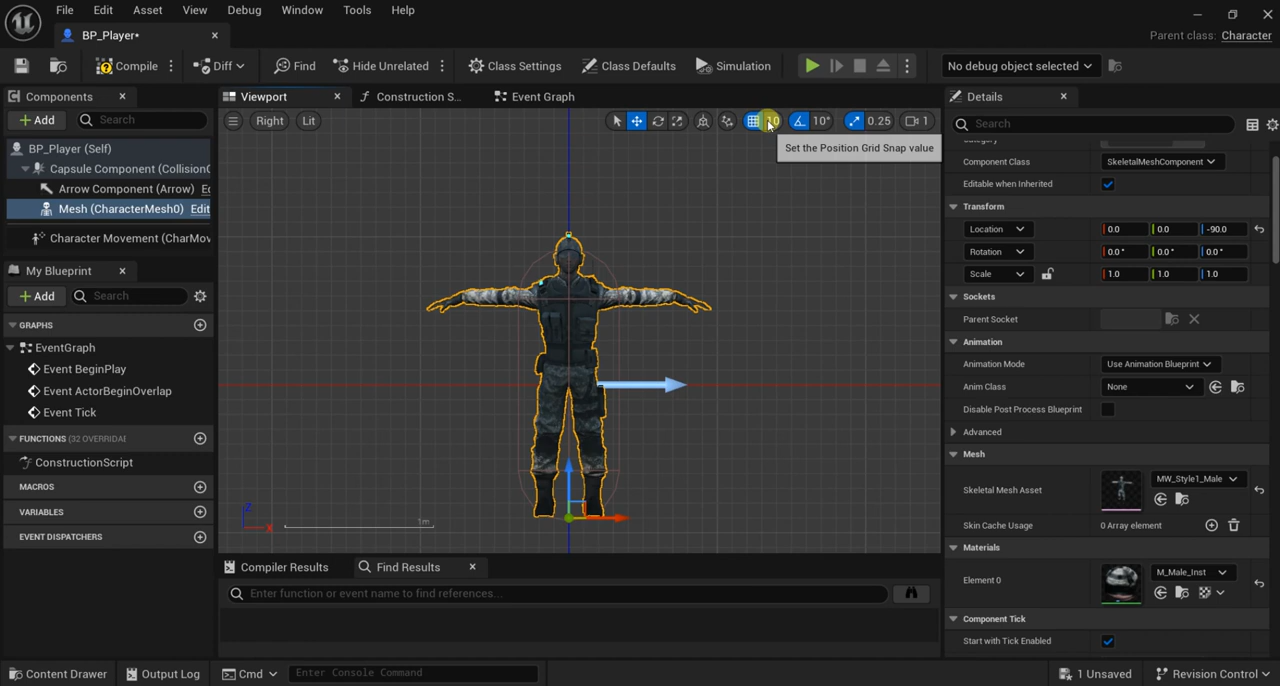 File Edit Asset View Debug Window Tools Help
BP_Player•
Parent class: Character
Compile Diff Find Hide Unrelated Class Settings Class Defaults Simulation No debug object selected
Components Viewport Construction S... Event Graph Details
Add Search Right Lit 10 10° 0.25 1 Search
Set the Position Grid Snap value
BP_Player (Self)
Capsule Component (Collision
Arrow Component (Arrow)
Mesh (CharacterMesh0) Edit
Character Movement (CharMov
My Blueprint
Add Search
GRAPHS
EventGraph
Event BeginPlay
Event ActorBeginOverlap
Event Tick
FUNCTIONS (32 OVERRIDA
ConstructionScript
MACROS
VARIABLES
EVENT DISPATCHERS
Z
X
1m
Compiler Results Find Results
Enter function or event name to find references...
Component Class SkeletalMeshComponent
Editable when Inherited
Transform
Location 0.0 0.0 -90.0
Rotation 0.0° 0.0° 0.0°
Scale 1.0 1.0 1.0
Sockets
Parent Socket
Animation
Animation Mode Use Animation Blueprint
Anim Class None
Disable Post Process Blueprint
Advanced
Mesh
Skeletal Mesh Asset MW_Style1_Male
Skin Cache Usage 0 Array element
Materials
Element 0 M_Male_Inst
Component Tick
Start with Tick Enabled
Content Drawer Output Log Cmd Enter Console Command 1 Unsaved Revision Control